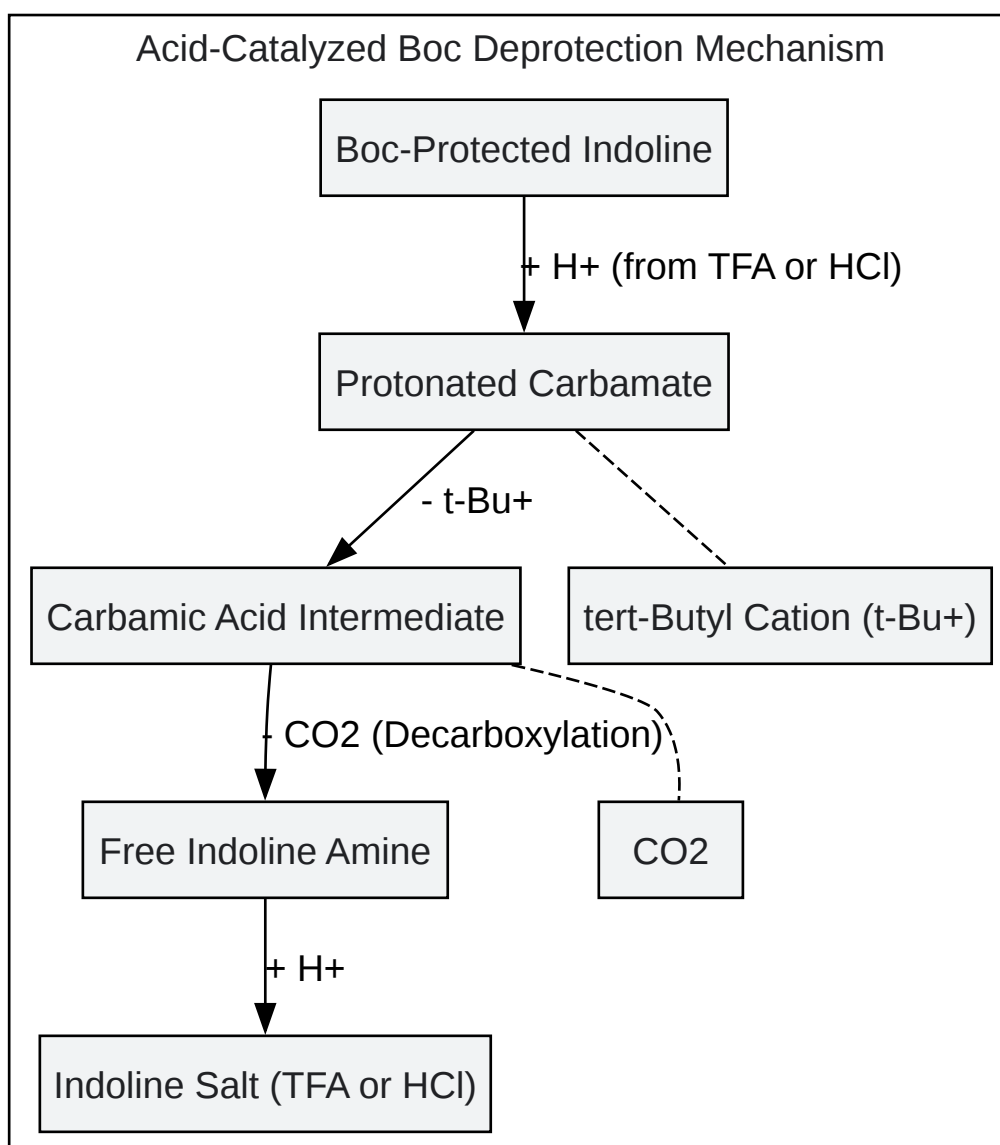 Acid-Catalyzed Boc Deprotection Mechanism
Boc-Protected Indoline
+ H+ (from TFA or HCl)
Protonated Carbamate
- t-Bu+
Carbamic Acid Intermediate
tert-Butyl Cation (t-Bu+)
- CO2 (Decarboxylation)
Free Indoline Amine
CO2
+ H+
Indoline Salt (TFA or HCl)